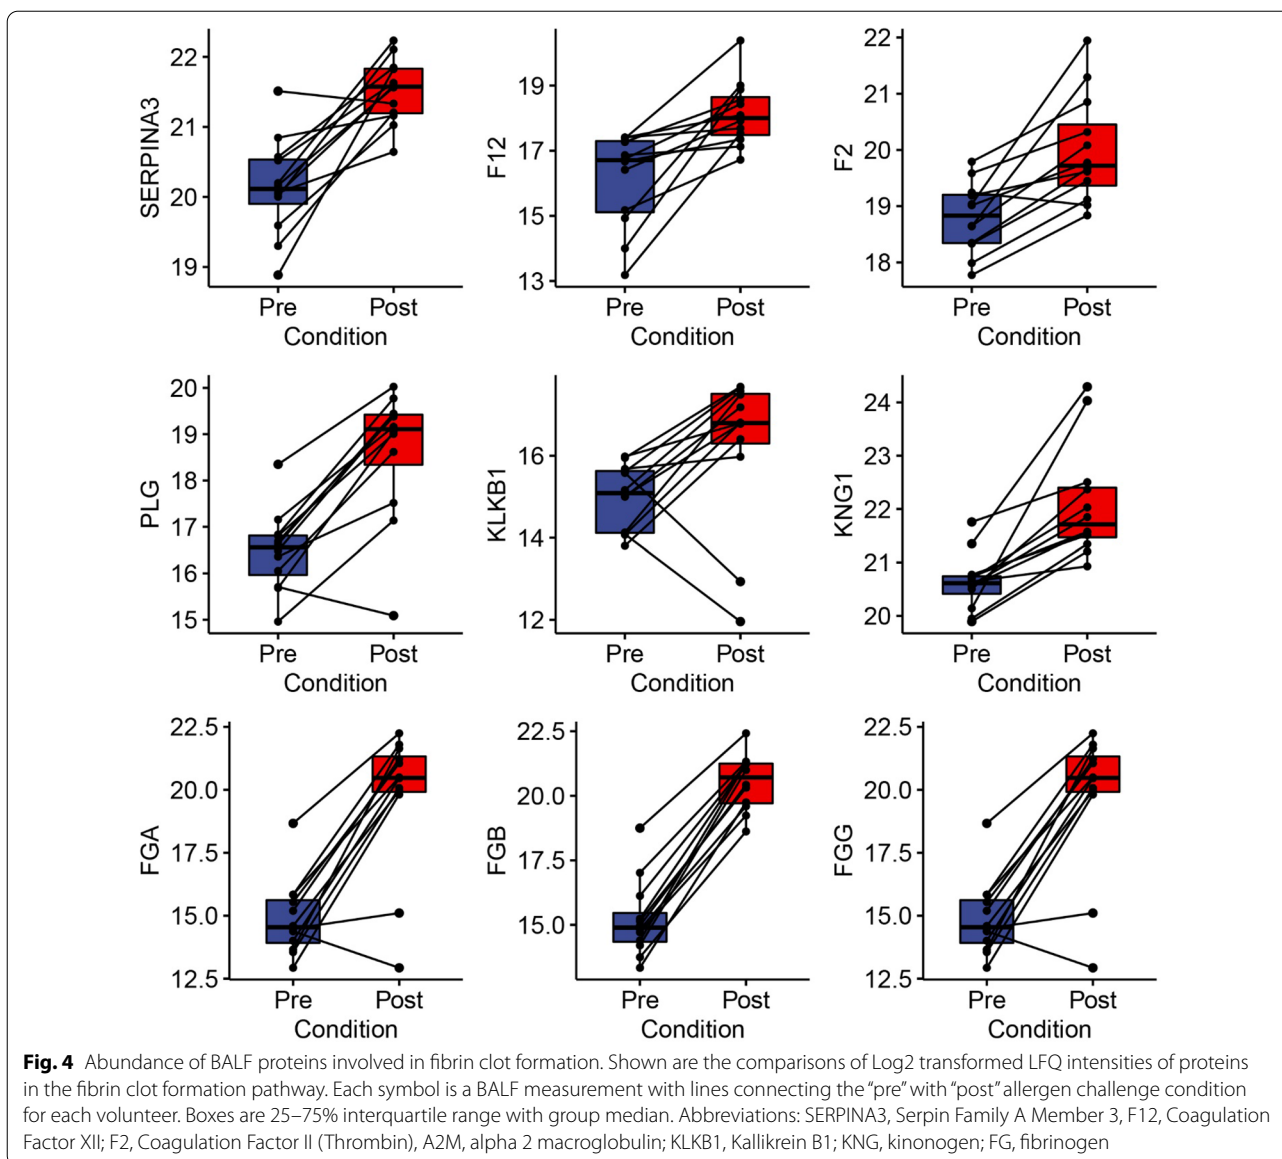 SERPINA3
22
21
20
19
Pre Post
Condition
F12
19
17
15
13
Pre Post
Condition
F2
22
21
20
19
18
Pre Post
Condition
PLG
20
19
18
17
16
15
Pre Post
Condition
KLKB1
16
14
12
Pre Post
Condition
KNG1
24
23
22
21
20
Pre Post
Condition
FGA
22.5
20.0
17.5
15.0
12.5
Pre Post
Condition
FGB
22.5
20.0
17.5
15.0
Pre Post
Condition
FGG
22.5
20.0
17.5
15.0
12.5
Pre Post
Condition
Fig. 4 Abundance of BALF proteins involved in fibrin clot formation. Shown are the comparisons of Log2 transformed LFQ intensities of proteins
in the fibrin clot formation pathway. Each symbol is a BALF measurement with lines connecting the “pre” with “post” allergen challenge condition
for each volunteer. Boxes are 25–75% interquartile range with group median. Abbreviations: SERPINA3, Serpin Family A Member 3, F12, Coagulation
Factor XII; F2, Coagulation Factor II (Thrombin), A2M, alpha 2 macroglobulin; KLKB1, Kallikrein B1; KNG, kinonogen; FG, fibrinogen